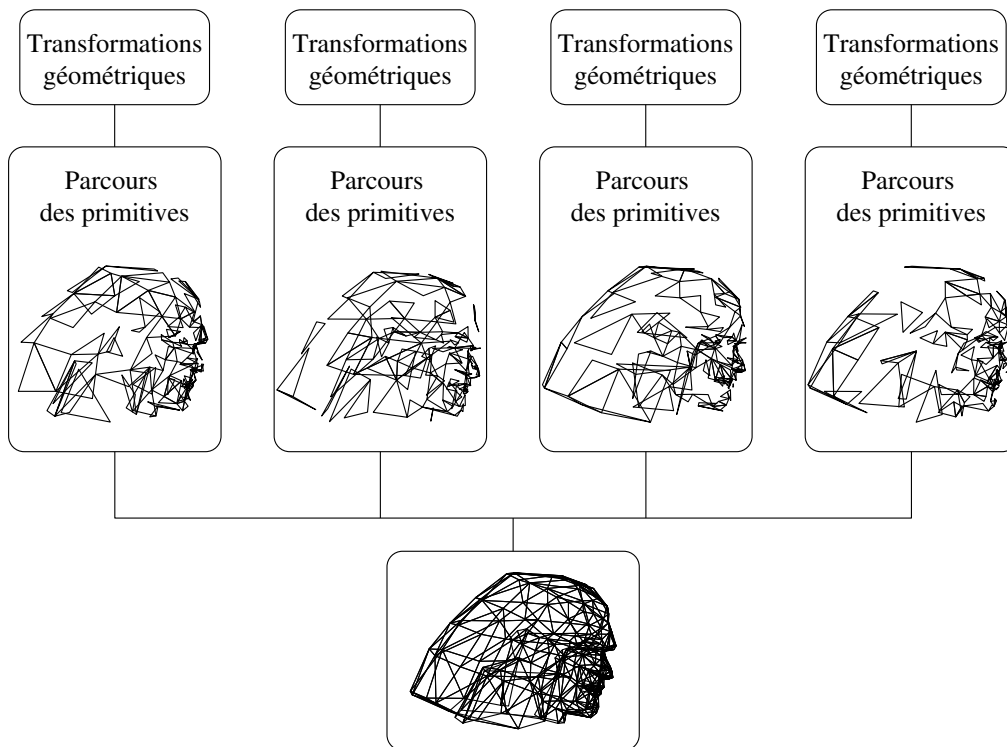 Transformations
géométriques
Transformations
géométriques
Transformations
géométriques
Transformations
géométriques
Parcours
des primitives
Parcours
des primitives
Parcours
des primitives
Parcours
des primitives